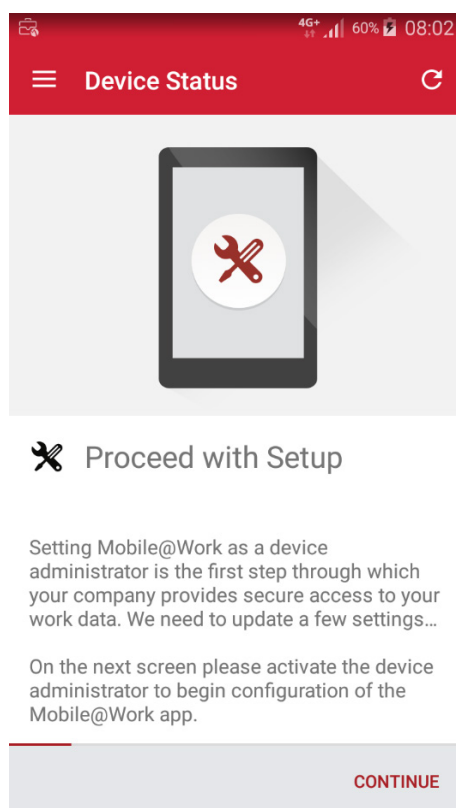 4G+ 60% 08:02
Device Status
Proceed with Setup
Setting Mobile@Work as a device
administrator is the first step through which
your company provides secure access to your
work data. We need to update a few settings...
On the next screen please activate the device
administrator to begin configuration of the
Mobile@Work app.
CONTINUE